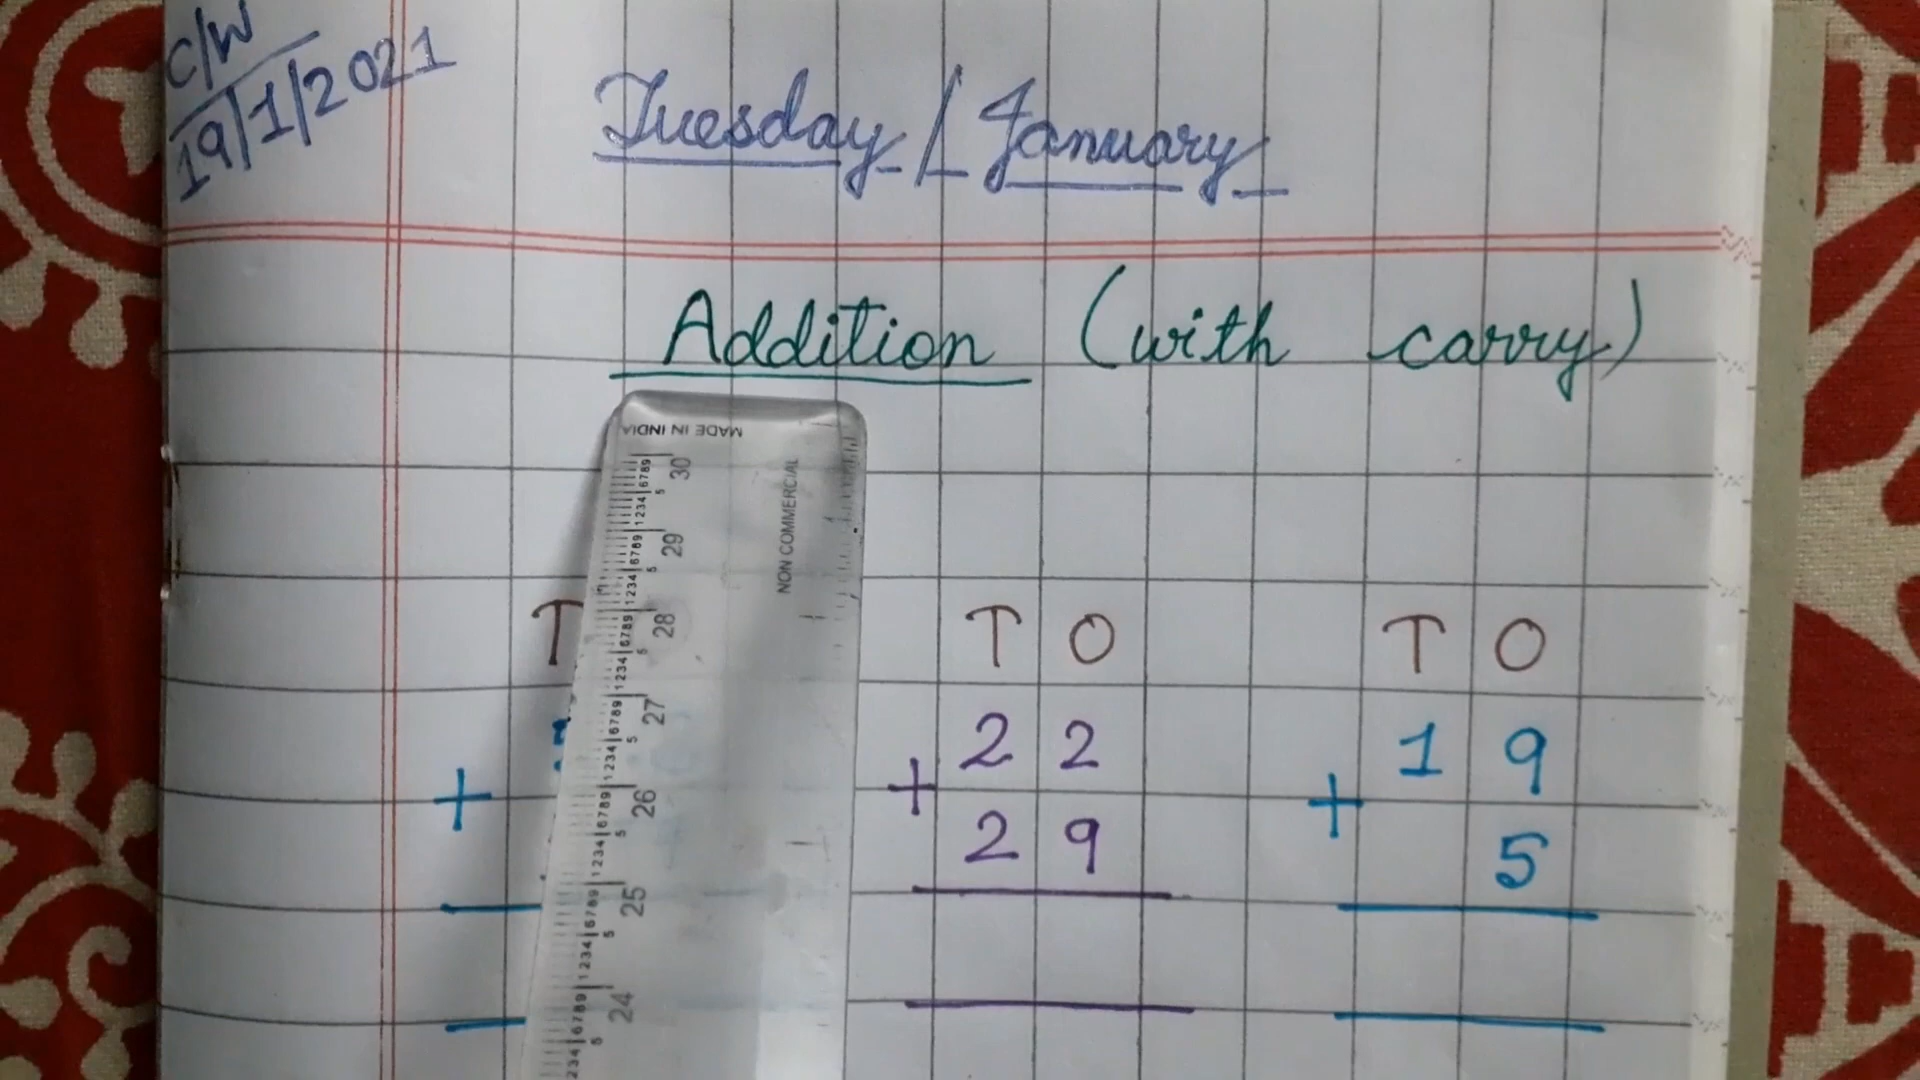 C/W
19/1/2021
Tuesday / January
Addition (with carry)
MADE IN INDIA
NON COMMERCIAL
30
29
28
27
26
25
24
T T O T O
2 2 1 9
+ + +
2 9 5